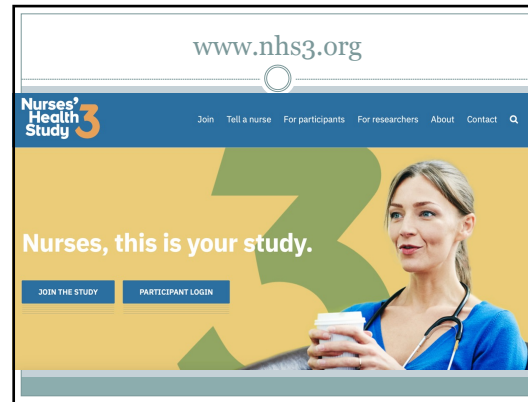 www.nhs3.org
Nurses'
Health
Study 3
Join Tell a nurse For participants For researchers About Contact
3
Nurses, this is your study.
JOIN THE STUDY PARTICIPANT LOGIN